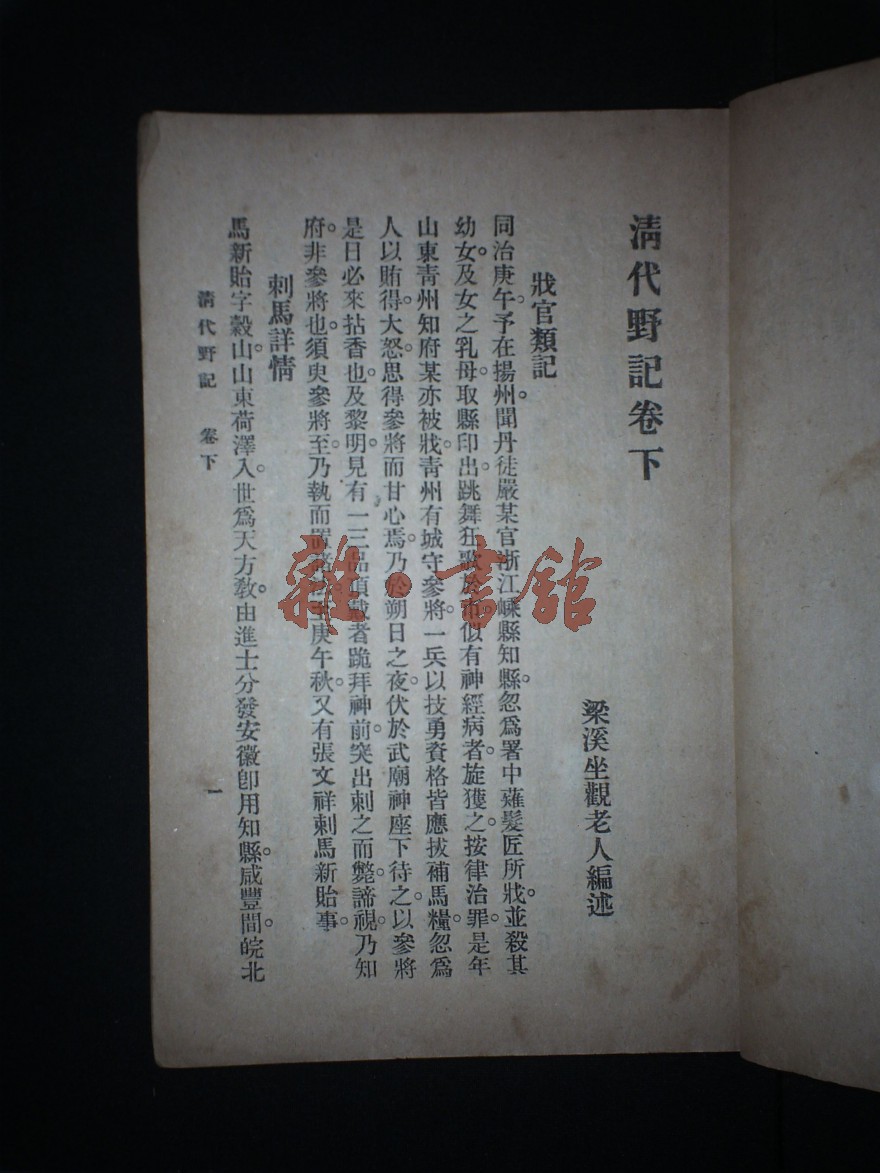 清代野記卷下
梁溪坐觀老人編述
戕官類記
同治庚午。予在揚州。聞丹徒嚴某官浙江嵊縣知縣。忽爲署中薙髮匠所戕。並殺其
幼女。及女之乳母。取縣印出。跳舞狂歌於市。似有神經病者。旋獲之。按律治罪。是年
山東青州知府某亦被戕。青州有城守參將。一兵以技勇資格皆應拔補馬糧。忽爲
人以賄得。大怒。思得參將而甘心焉。乃於朔日之夜。伏於武廟神座下待之。以參將
是日必來拈香也。及黎明。見有一三品頂戴者跪拜神前。突出刺之而斃。諦視。乃知
府。非參將也。須臾參將至。乃執而置 庚午秋。又有張文祥刺馬新貽事。
刺馬詳情
馬新貽字穀山。山東荷澤人。世爲天方教。由進士分發安徽即用知縣。咸豐間。皖北
清代野記 卷下 一
雜·書館